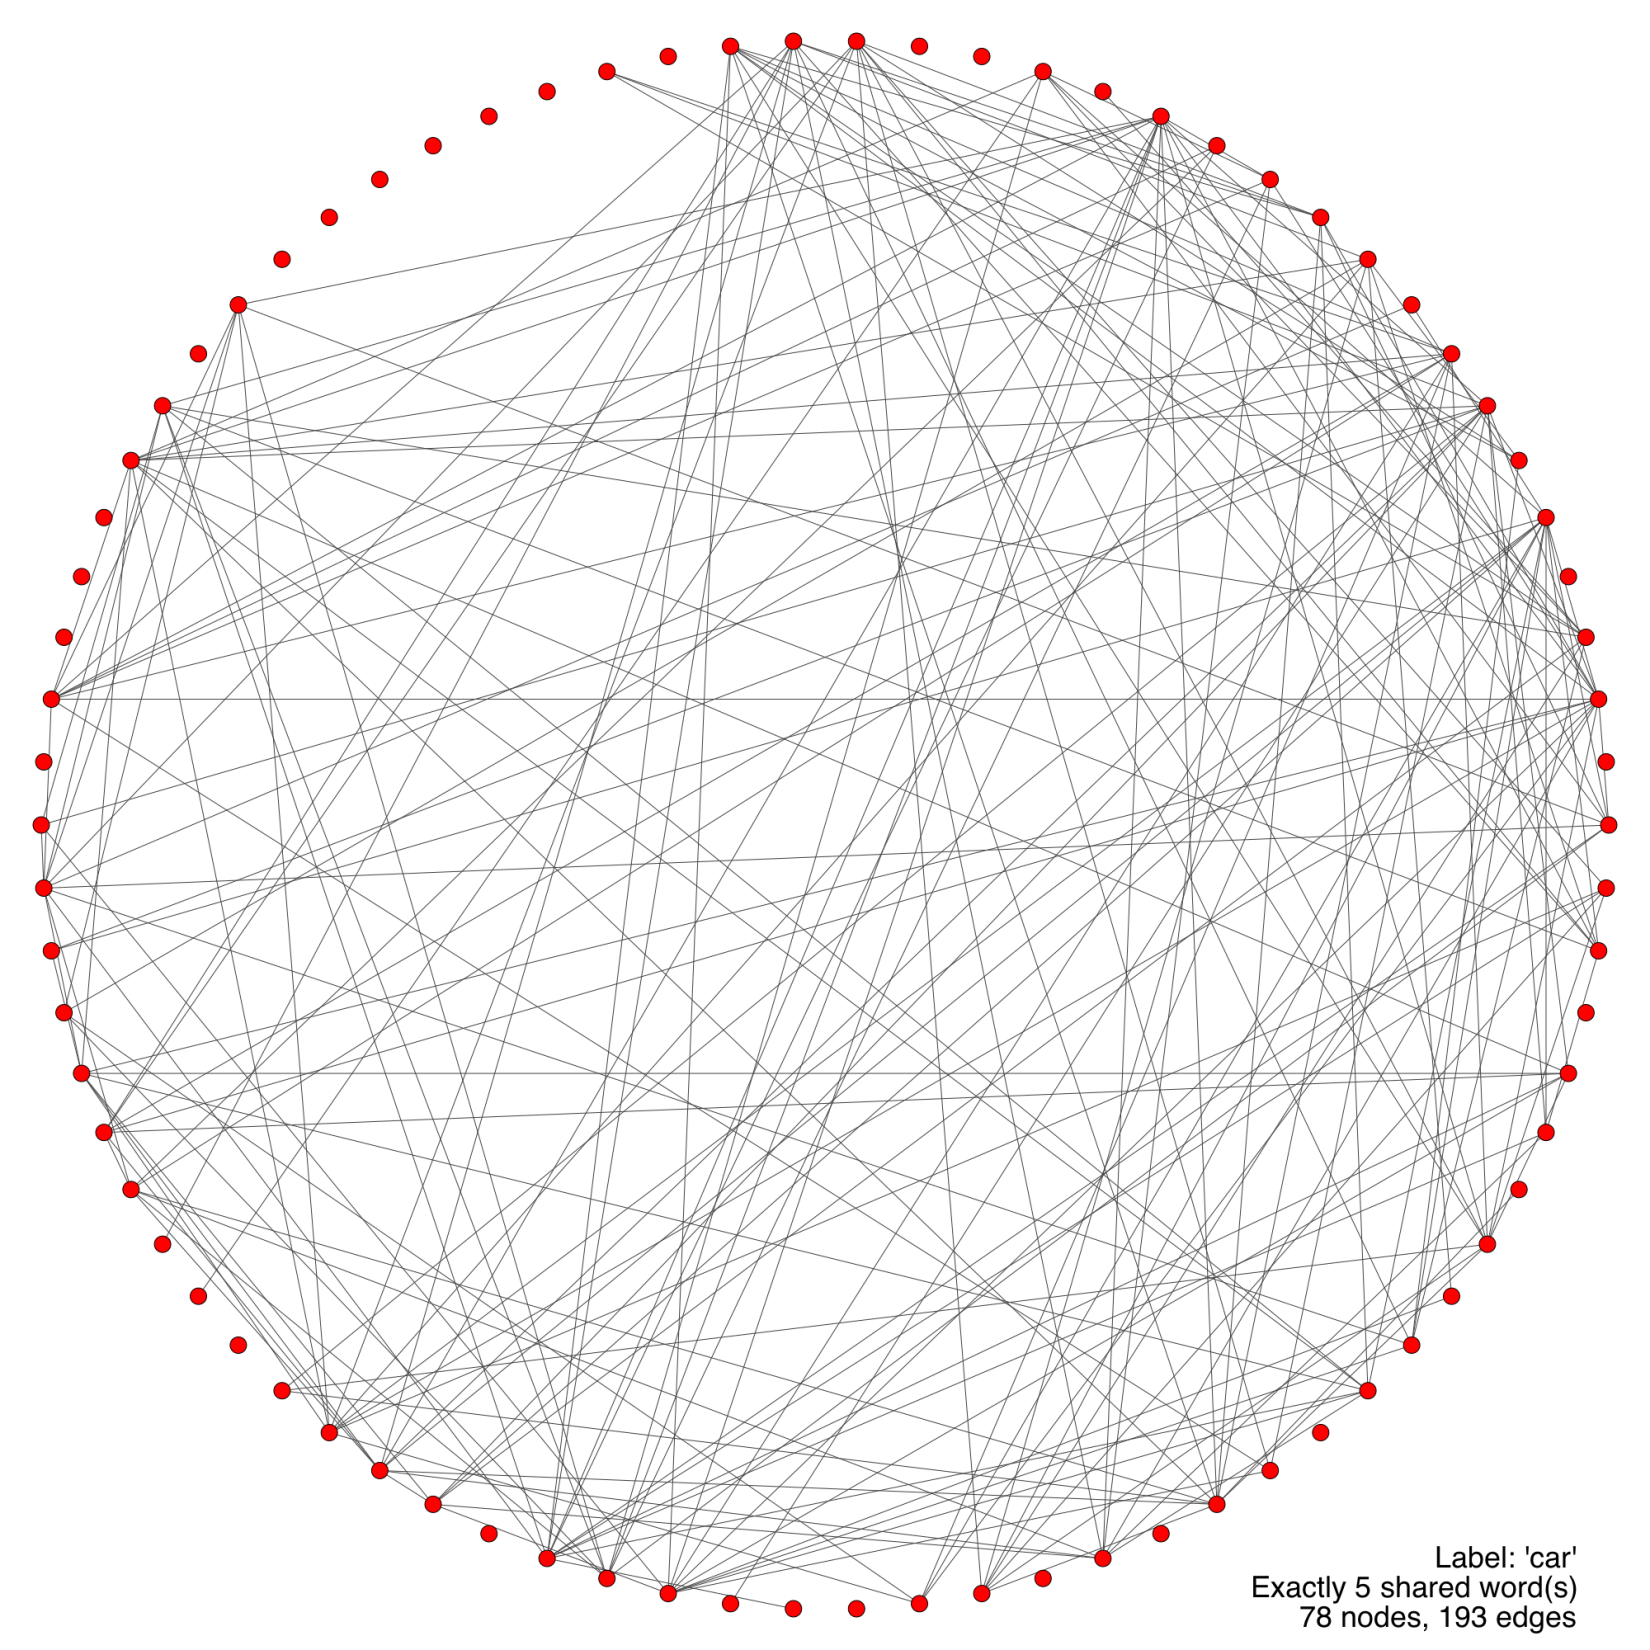 Label: 'car'
Exactly 5 shared word(s)
78 nodes, 193 edges